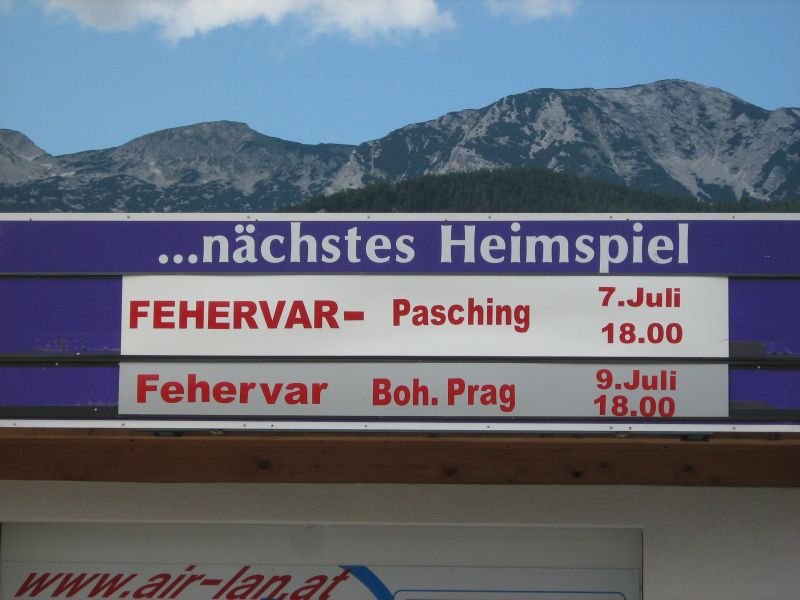 ...nächstes Heimspiel
FEHERVAR- Pasching 7.Juli 18.00
Fehervar Boh. Prag 9.Juli 18.00
www.air-lan.at